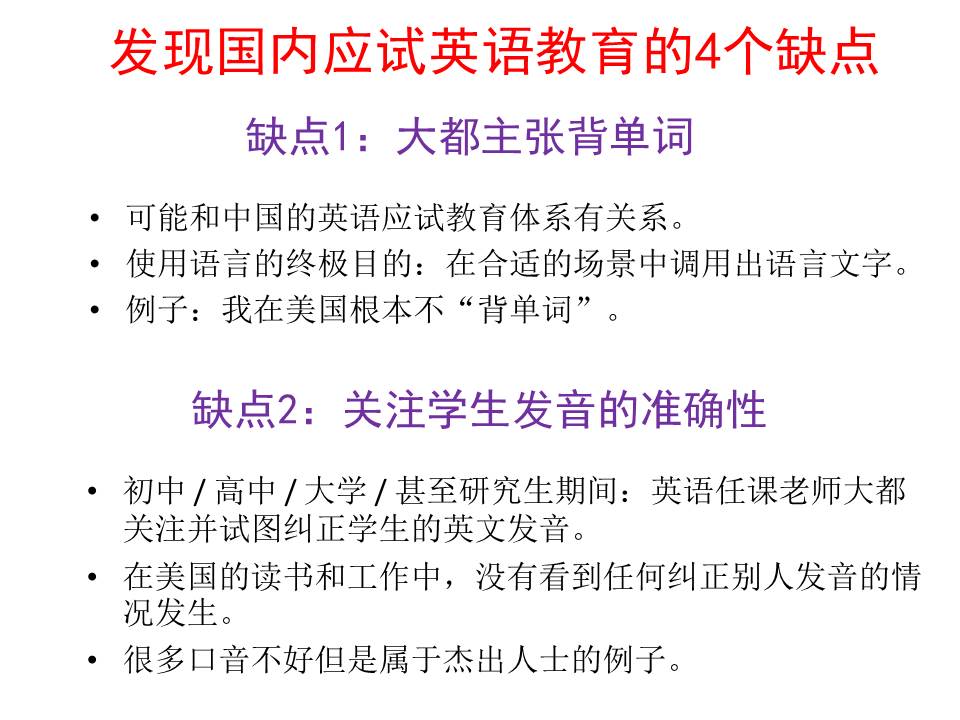 发现国内应试英语教育的4个缺点
缺点1：大都主张背单词
• 可能和中国的英语应试教育体系有关系。
• 使用语言的终极目的：在合适的场景中调用出语言文字。
• 例子：我在美国根本不“背单词”。
缺点2：关注学生发音的准确性
• 初中 / 高中 / 大学 / 甚至研究生期间：英语任课老师大都
关注并试图纠正学生的英文发音。
• 在美国的读书和工作中，没有看到任何纠正别人发音的情
况发生。
• 很多口音不好但是属于杰出人士的例子。